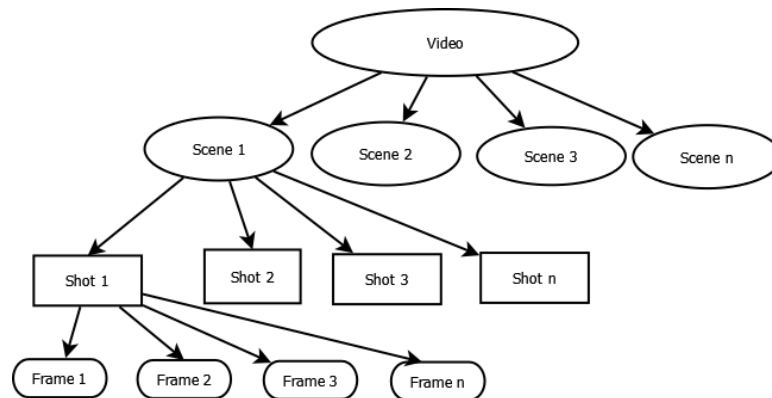 Video
Scene 1
Scene 2
Scene 3
Scene n
Shot 1
Shot 2
Shot 3
Shot n
Frame 1
Frame 2
Frame 3
Frame n